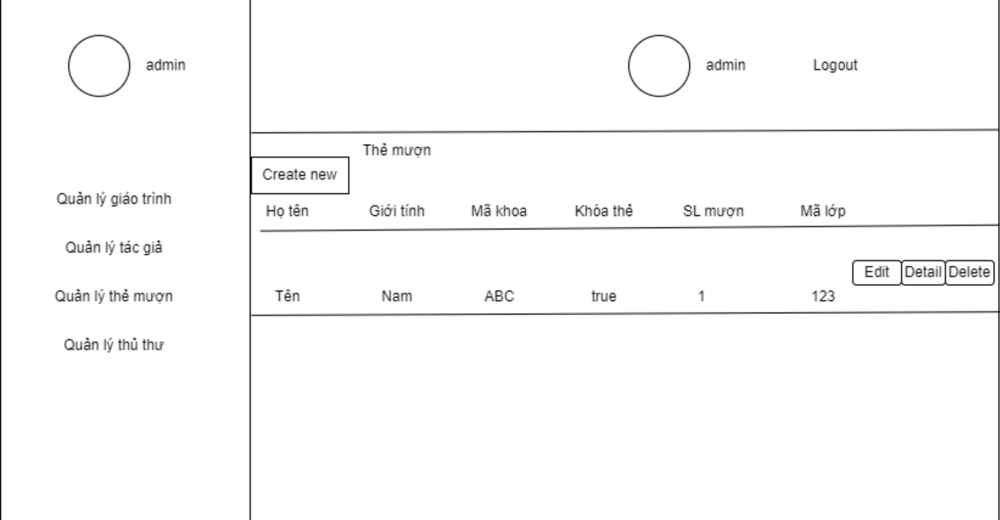 admin
Quản lý giáo trình
Quản lý tác giả
Quản lý thẻ mượn
Quản lý thủ thư
admin Logout
Thẻ mượn
Create new
Họ tên Giới tính Mã khoa Khóa thẻ SL mượn Mã lớp
Edit Detail Delete
Tên Nam ABC true 1 123